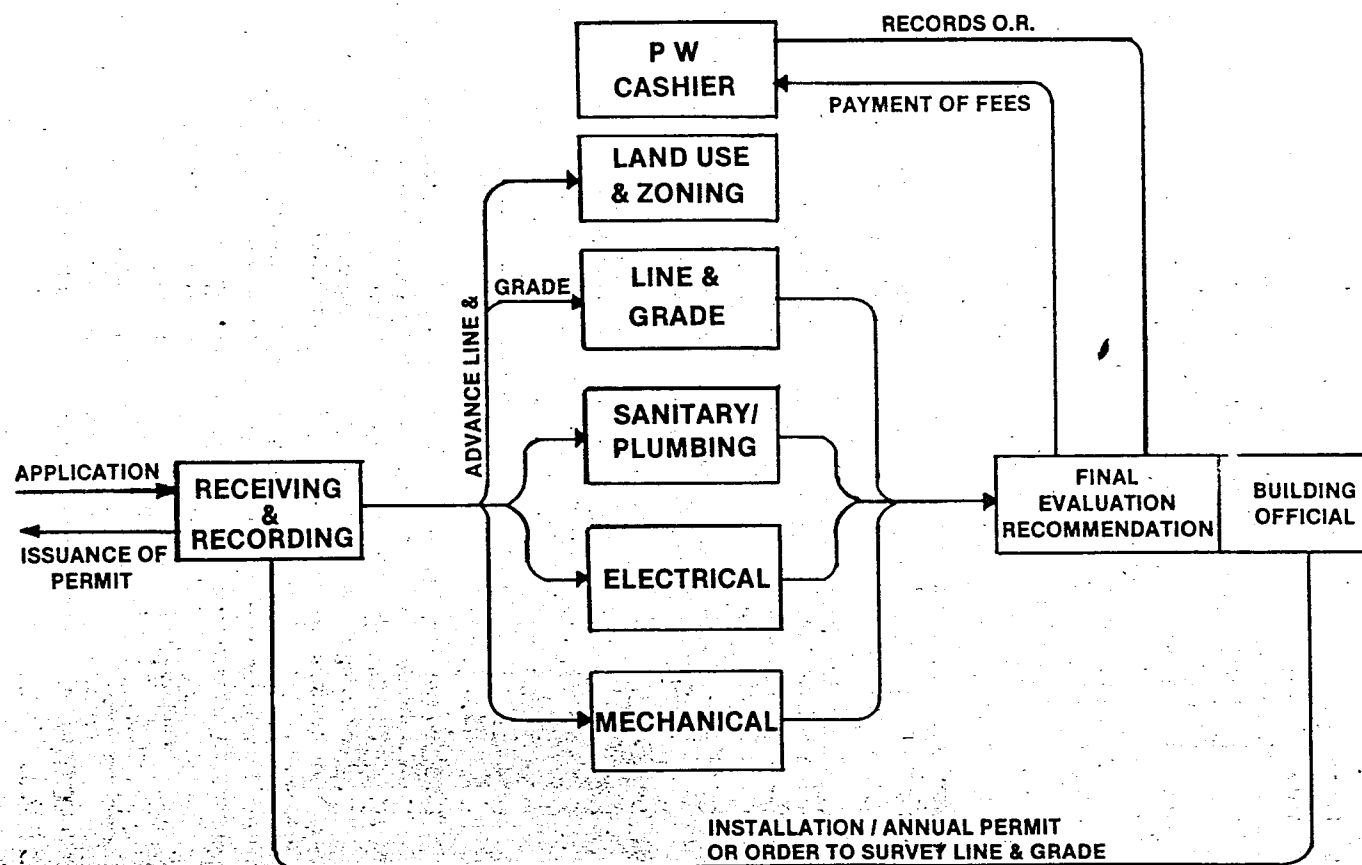 RECORDS O.R.
P W
CASHIER
PAYMENT OF FEES
LAND USE
& ZONING
ADVANCE LINE &
GRADE
LINE &
GRADE
SANITARY/
PLUMBING
APPLICATION
RECEIVING
&
RECORDING
ISSUANCE OF
PERMIT
ELECTRICAL
MECHANICAL
FINAL
EVALUATION
RECOMMENDATION
BUILDING
OFFICIAL
INSTALLATION / ANNUAL PERMIT
OR ORDER TO SURVEY LINE & GRADE